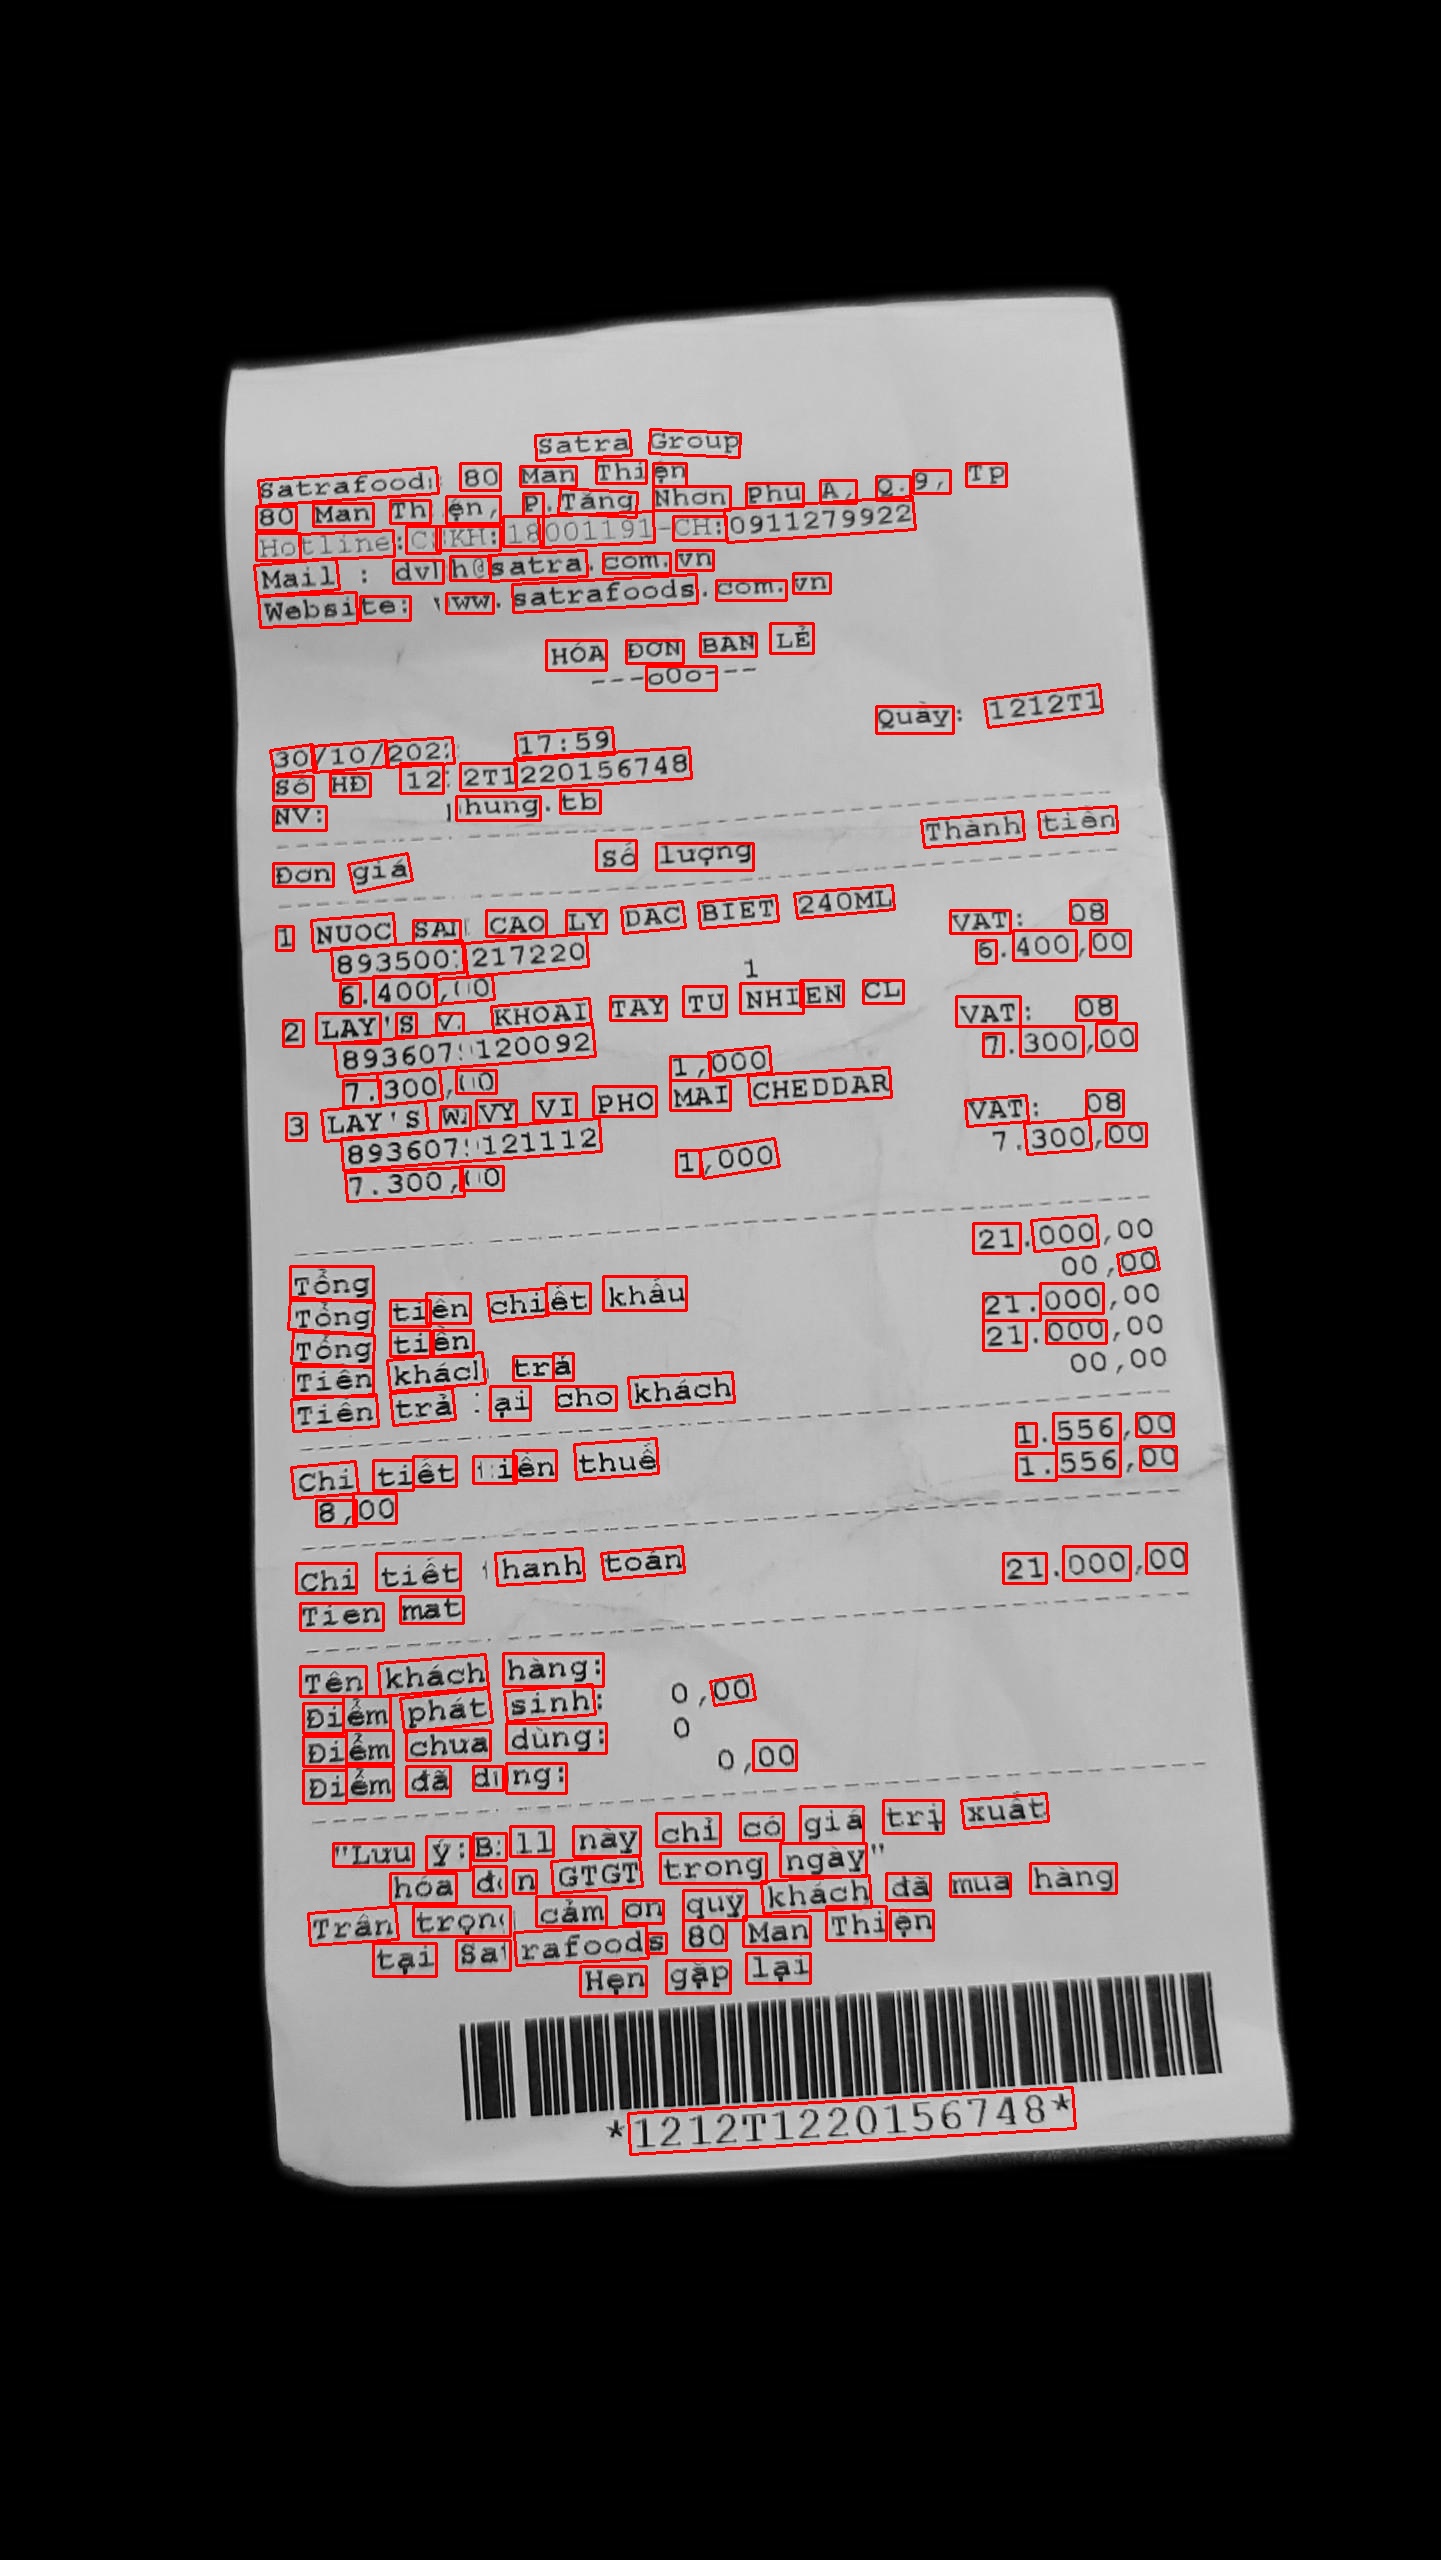 Satra Group
Satrafood: 80 Man Thiện
80 Man Thiện, P.Tăng Nhơn Phú A, Q.9, Tp
Hotline:CSKH:18001191-CH:0911279922
Mail : dvkh@satra.com.vn
Website: www.satrafoods.com.vn
HÓA ĐƠN BÁN LẺ
---oOo---
Quầy: 1212T1
30/10/2022 17:59
Số HĐ 1212T1220156748
NV: hung.tb
Đơn giá Số lượng Thành tiền
1 NUOC SAM CAO LY DAC BIET 240ML VAT: 08
8935001217220 6.400,00
6.400,00 1
2 LAY'S V. KHOAI TAY TU NHIEN CL VAT: 08
893607 120092 7.300,00
7.300,00 1,000
3 LAY'S WAVY VI PHO MAI CHEDDAR VAT: 08
893607 121112 7.300,00
7.300,00 1,000
Tổng 21.000,00
Tổng tiền chiết khấu 00,00
Tổng tiền 21.000,00
Tiền khách trả 21.000,00
Tiền trả lại cho khách 00,00
Chi tiết tiền thuế 1.556,00
8,00 1.556,00
Chi tiết thanh toán 21.000,00
Tien mat
Tên khách hàng:
Điểm phát sinh: 0,00
Điểm chưa dùng: 0
Điểm đã dùng: 0,00
"Lưu ý:Bill này chỉ có giá trị xuất
hóa đơn GTGT trong ngày"
Trân trọng cảm ơn quý khách đã mua hàng
tại Satrafoods 80 Man Thiện
Hẹn gặp lại
*1212T1220156748*